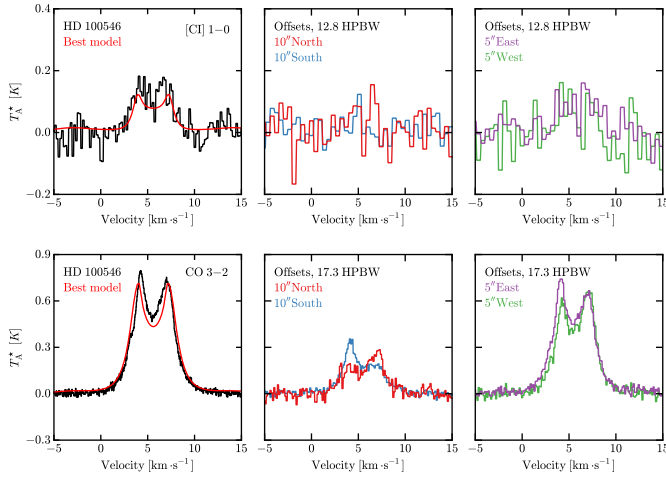 HD 100546
[CI] 1−0
Best model
Offsets, 12.8 HPBW
10″North
10″South
Offsets, 12.8 HPBW
5″East
5″West
T_A^⋆ [K]
0.4
0.2
0.0
−0.2
−5 0 5 10 15
−5 0 5 10 15
−5 0 5 10 15
Velocity [km·s⁻¹]
Velocity [km·s⁻¹]
Velocity [km·s⁻¹]
HD 100546
CO 3−2
Best model
Offsets, 17.3 HPBW
10″North
10″South
Offsets, 17.3 HPBW
5″East
5″West
T_A^⋆ [K]
0.9
0.6
0.3
0.0
−0.3
−5 0 5 10 15
−5 0 5 10 15
−5 0 5 10 15
Velocity [km·s⁻¹]
Velocity [km·s⁻¹]
Velocity [km·s⁻¹]